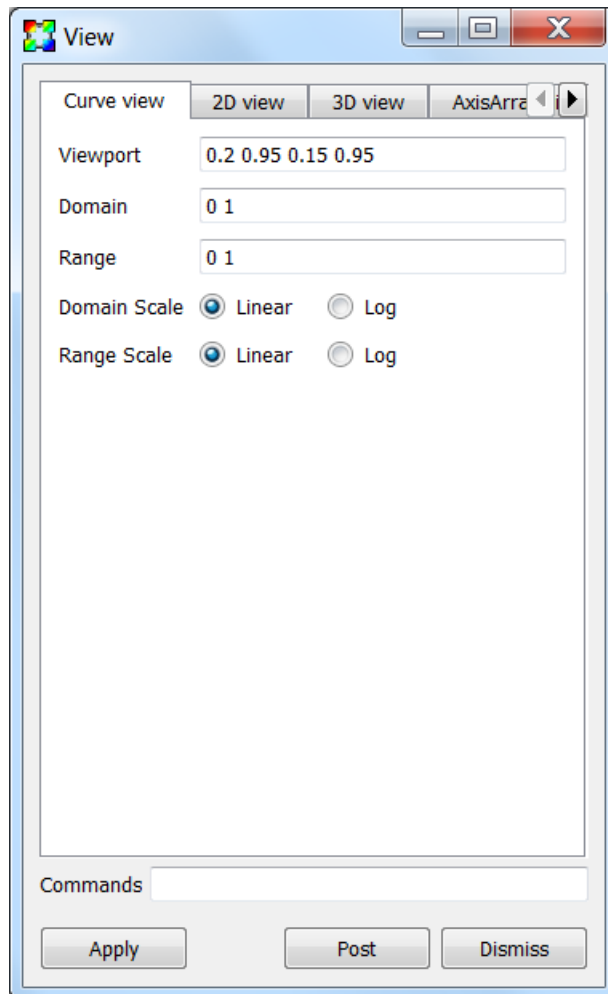 View
Curve view 2D view 3D view AxisArra
Viewport 0.2 0.95 0.15 0.95
Domain 0 1
Range 0 1
Domain Scale Linear Log
Range Scale Linear Log
Commands
Apply Post Dismiss